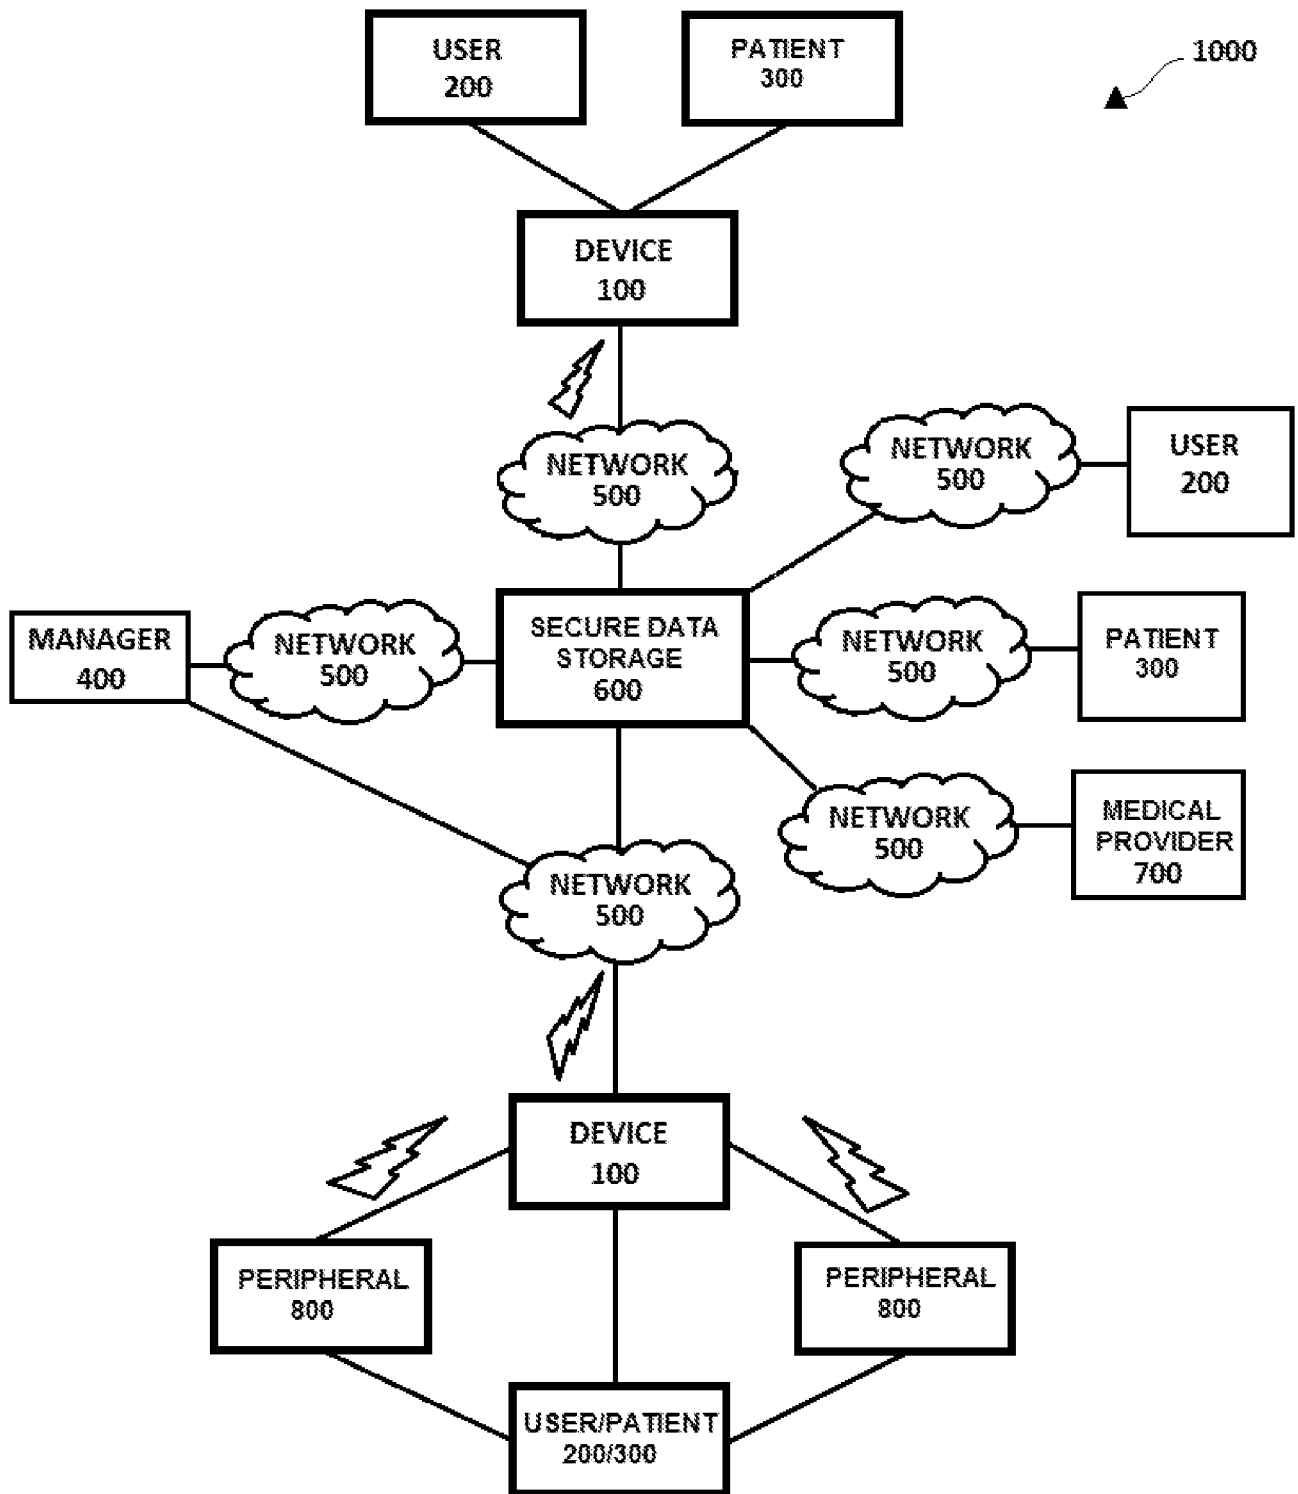 USER
200
PATIENT
300
1000
DEVICE
100
NETWORK
500
NETWORK
500
USER
200
MANAGER
400
NETWORK
500
SECURE DATA
STORAGE
600
NETWORK
500
PATIENT
300
NETWORK
500
MEDICAL
PROVIDER
700
NETWORK
500
DEVICE
100
PERIPHERAL
800
PERIPHERAL
800
USER/PATIENT
200/300